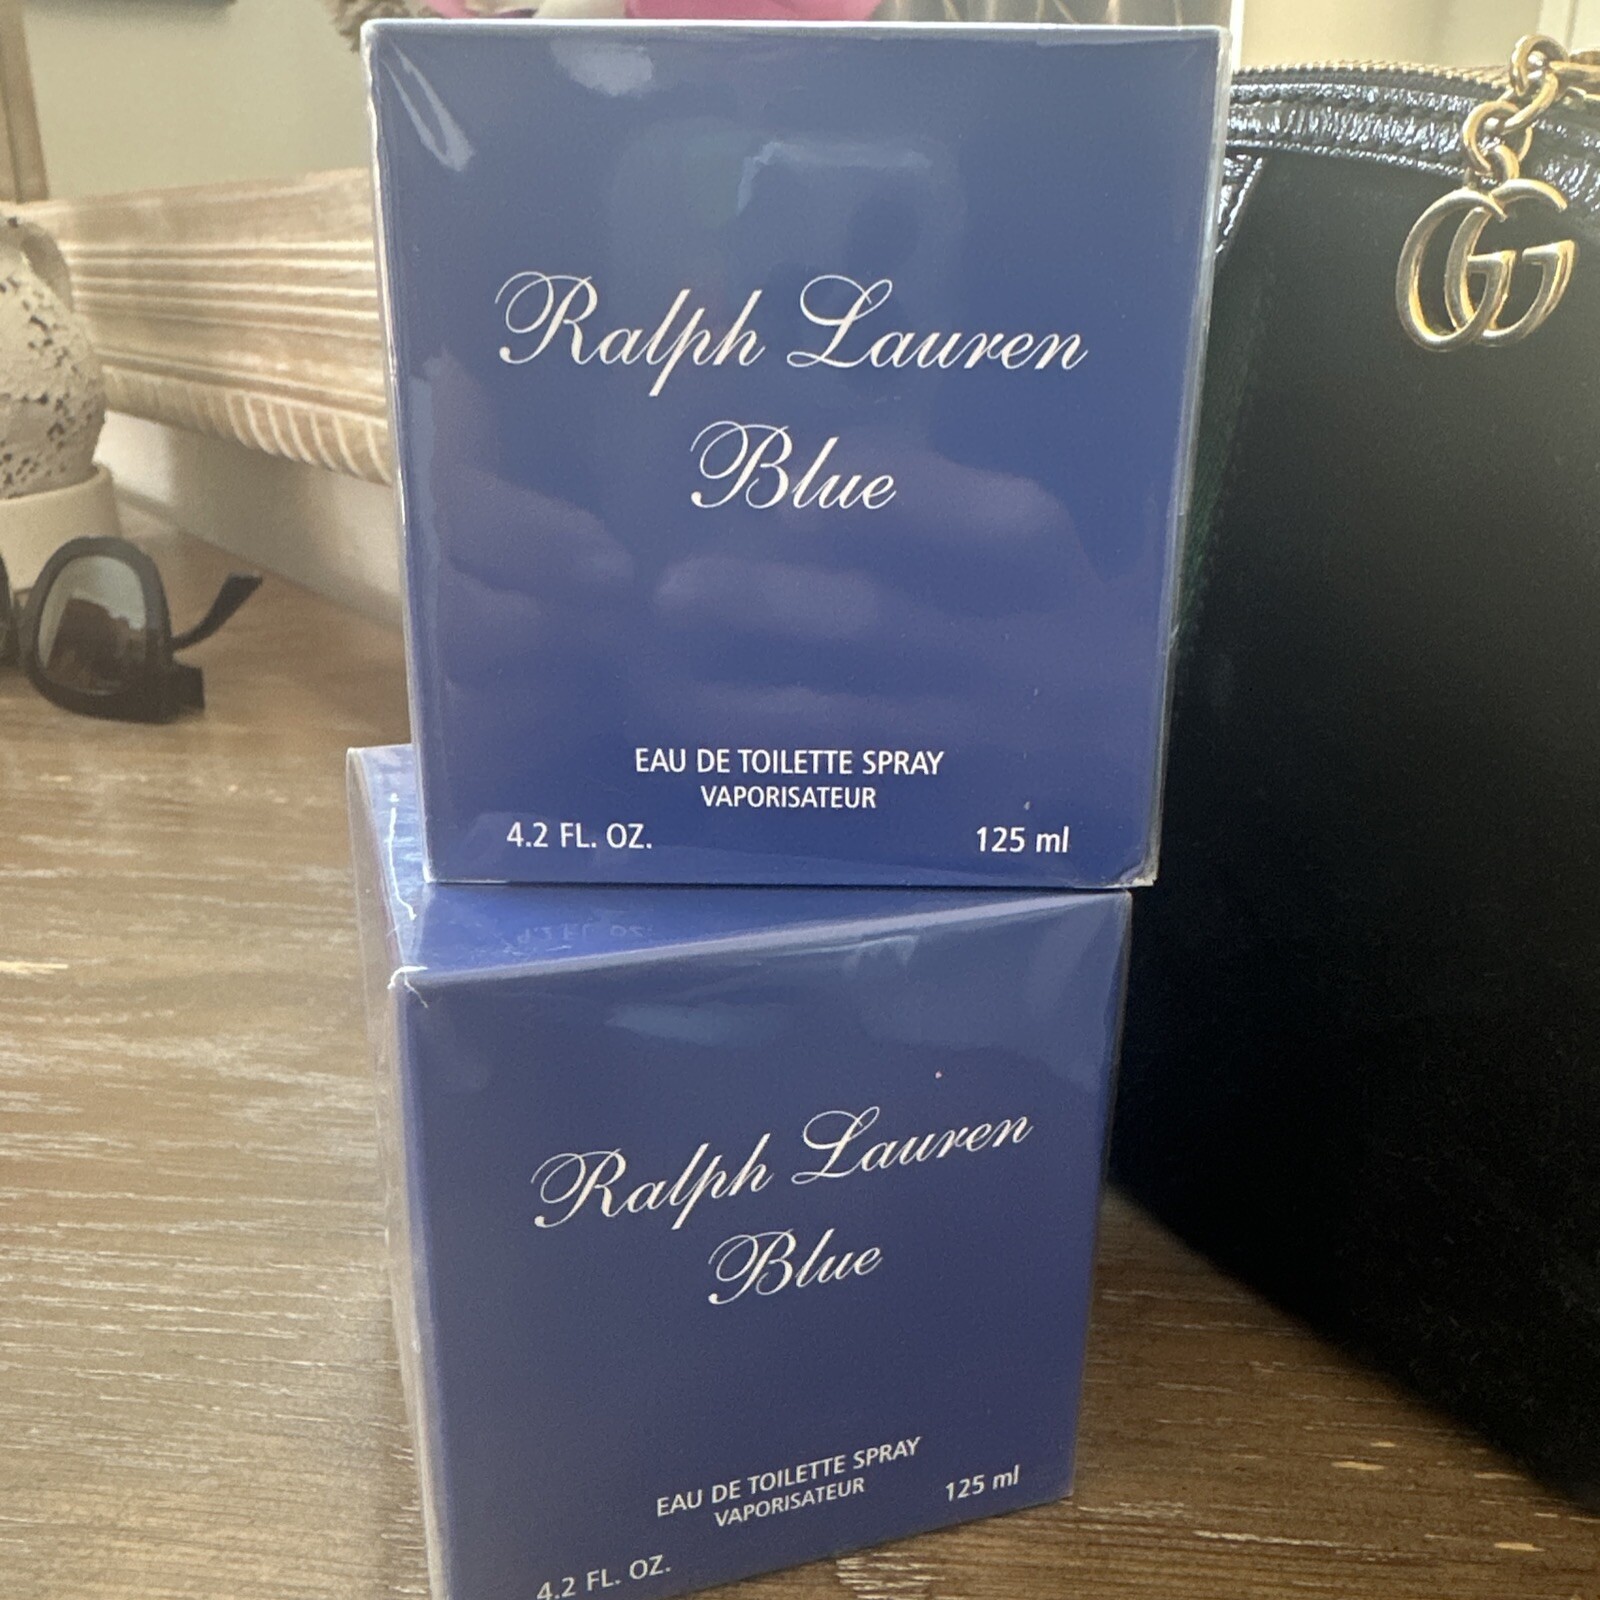 Ralph Lauren
Blue
EAU DE TOILETTE SPRAY
VAPORISATEUR
4.2 FL. OZ. 125 ml
Ralph Lauren
Blue
EAU DE TOILETTE SPRAY
VAPORISATEUR
4.2 FL. OZ. 125 ml